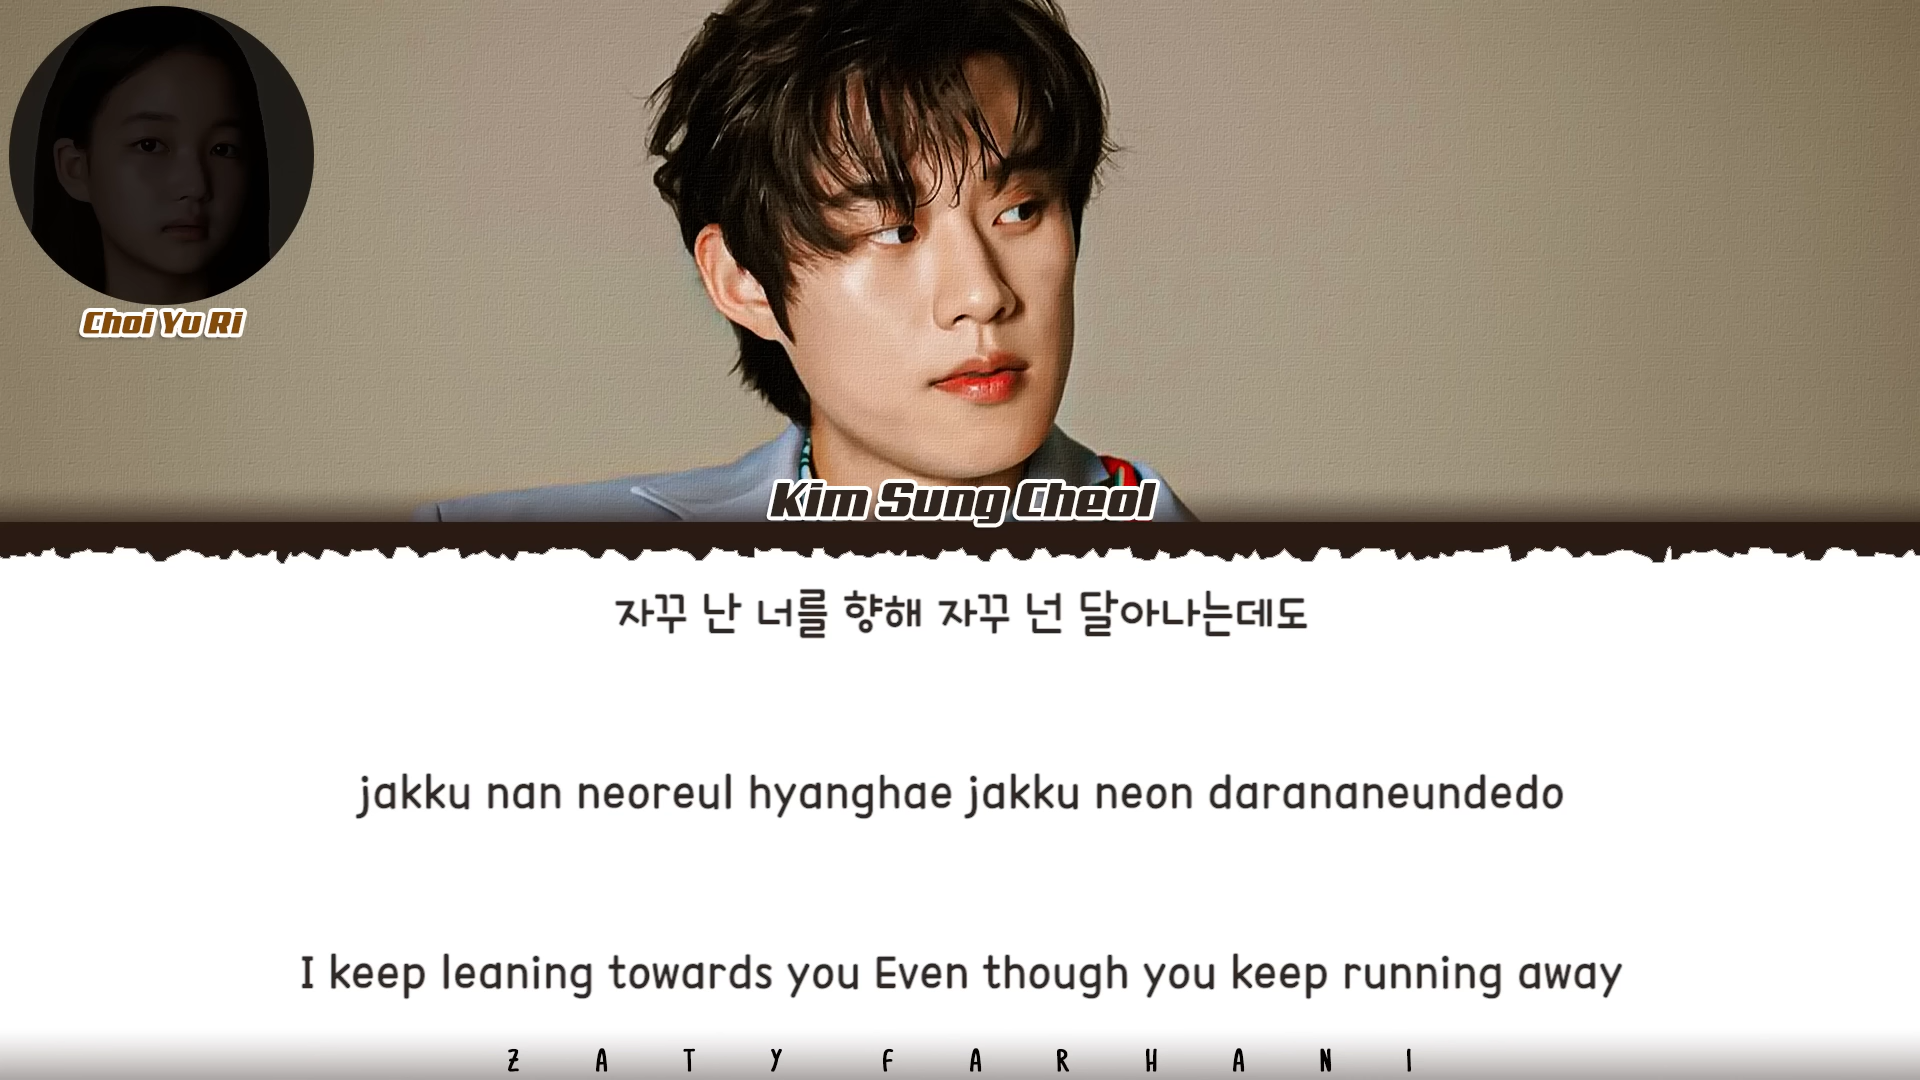 Choi Yu Ri
Kim Sung Cheol
자꾸 난 너를 향해 자꾸 넌 달아나는데도
jakku nan neoreul hyanghae jakku neon darananeundedo
I keep leaning towards you Even though you keep running away
ZATY FARHANI